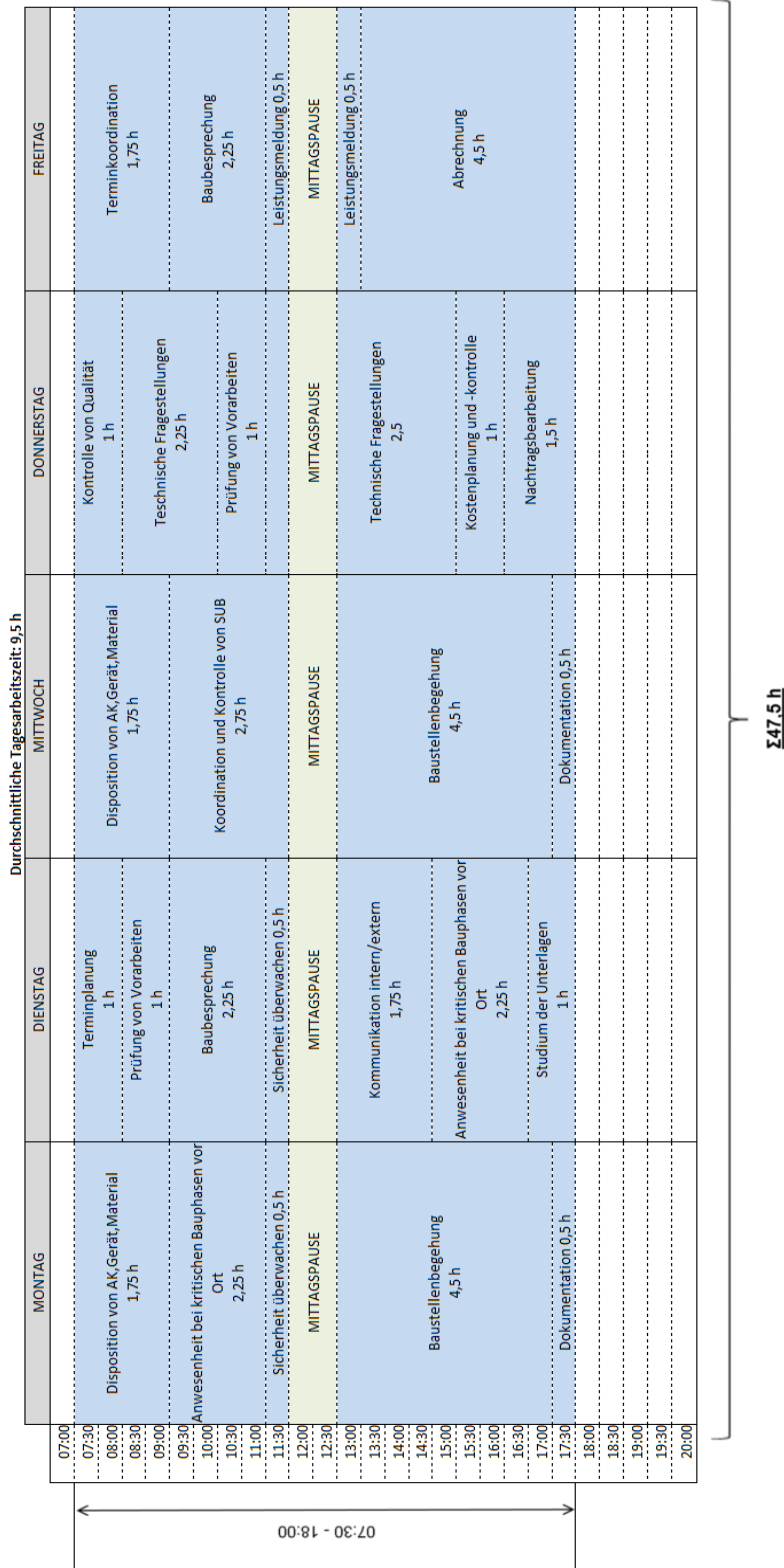 Durchschnittliche Tagesarbeitszeit: 9,5 h
MONTAG
DIENSTAG
MITTWOCH
DONNERSTAG
FREITAG
07:00
07:30
08:00
08:30
09:00
09:30
10:00
10:30
11:00
11:30
12:00
12:30
13:00
13:30
14:00
14:30
15:00
15:30
16:00
16:30
17:00
17:30
18:00
18:30
19:00
19:30
20:00
07:30 - 18:00
Disposition von AK,Gerät,Material
1,75 h
Anwesenheit bei kritischen Bauphasen vor
Ort
2,25 h
Sicherheit überwachen 0,5 h
MITTAGSPAUSE
Baustellenbegehung
4,5 h
Dokumentation 0,5 h
Terminplanung
1 h
Prüfung von Vorarbeiten
1 h
Baubesprechung
2,25 h
Sicherheit überwachen 0,5 h
MITTAGSPAUSE
Kommunikation intern/extern
1,75 h
Anwesenheit bei kritischen Bauphasen vor
Ort
2,25 h
Studium der Unterlagen
1 h
Disposition von AK,Gerät,Material
1,75 h
Koordination und Kontrolle von SUB
2,75 h
MITTAGSPAUSE
Baustellenbegehung
4,5 h
Dokumentation 0,5 h
Kontrolle von Qualität
1 h
Teschnische Fragestellungen
2,25 h
Prüfung von Vorarbeiten
1 h
MITTAGSPAUSE
Technische Fragestellungen
2,5
Kostenplanung und -kontrolle
1 h
Nachtragsbearbeitung
1,5 h
Terminkoordination
1,75 h
Baubesprechung
2,25 h
Leistungsmeldung 0,5 h
MITTAGSPAUSE
Leistungsmeldung 0,5 h
Abrechnung
4,5 h
Σ47.5 h